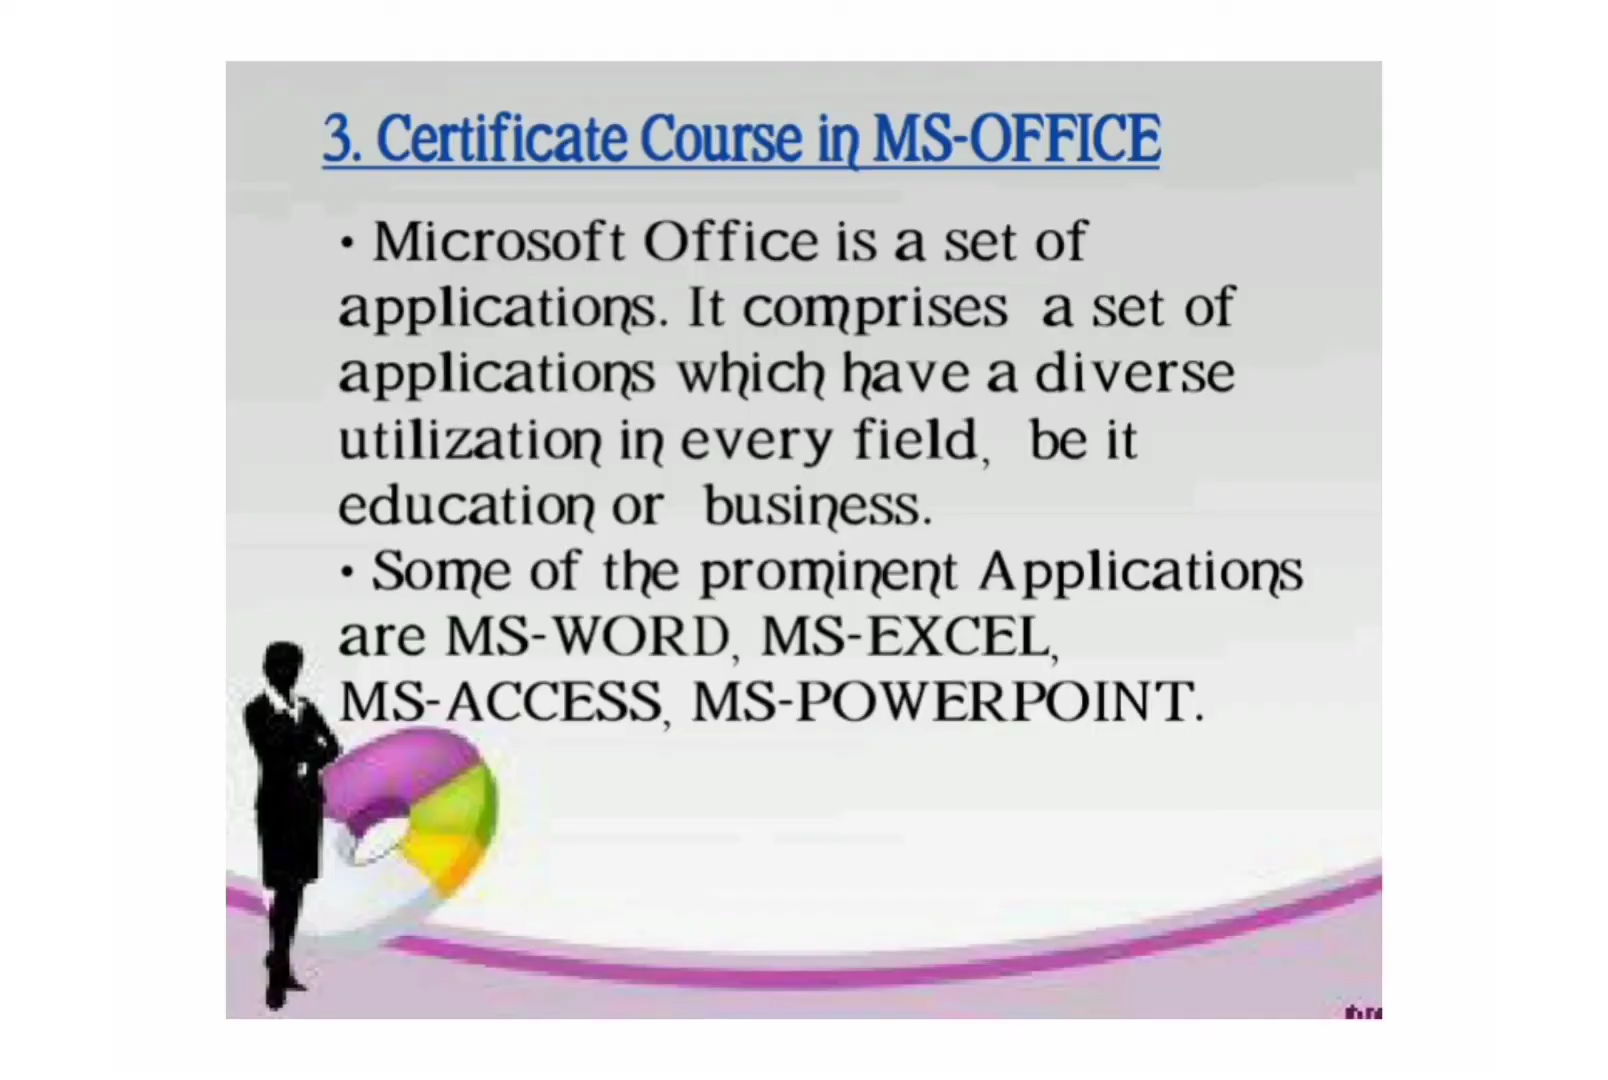 3. Certificate Course in MS-OFFICE
• Microsoft Office is a set of
applications. It comprises a set of
applications which have a diverse
utilization in every field, be it
education or business.
• Some of the prominent Applications
are MS-WORD, MS-EXCEL,
MS-ACCESS, MS-POWERPOINT.